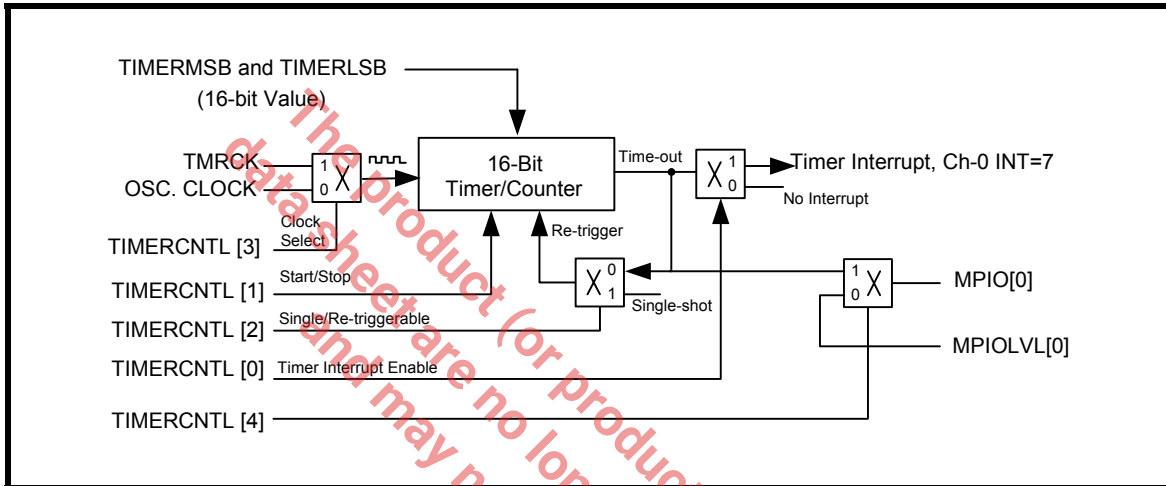 TIMERMSB and TIMERLSB
(16-bit Value)
TMRCK
OSC. CLOCK
1
0
X
Clock
Select
16-Bit
Timer/Counter
Time-out
X
1
0
Timer Interrupt, Ch-0 INT=7
No Interrupt
Re-trigger
TIMERCNTL [3]
TIMERCNTL [1]
Start/Stop
X
0
1
Single-shot
1
0
X
MPIO[0]
MPIOLVL[0]
TIMERCNTL [2]
Single/Re-triggerable
TIMERCNTL [0]
Timer Interrupt Enable
TIMERCNTL [4]
The product (or product
data sheet are no lon
and may n